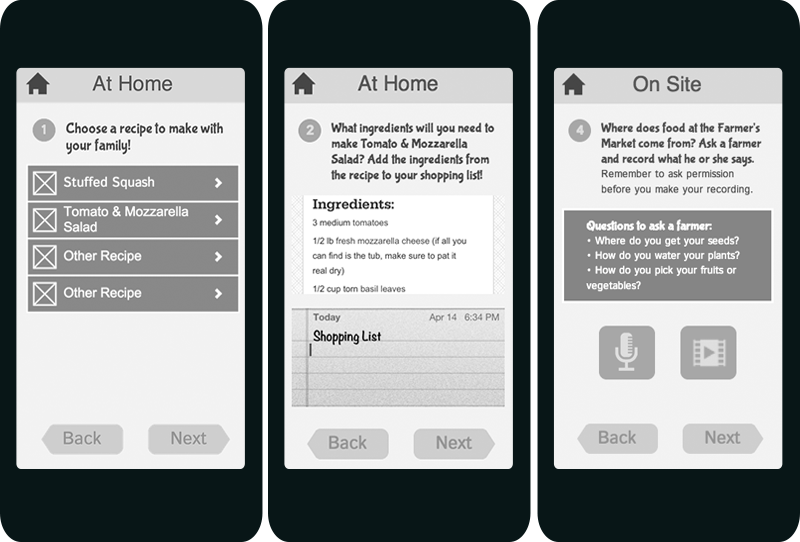 At Home
1 Choose a recipe to make with
your family!
Stuffed Squash
Tomato & Mozzarella
Salad
Other Recipe
Other Recipe
Back Next
At Home
2 What ingredients will you need to
make Tomato & Mozzarella
Salad? Add the ingredients from
the recipe to your shopping list!
Ingredients:
3 medium tomatoes
1/2 lb fresh mozzarella cheese (if all you
can find is the tub, make sure to pat it
real dry)
1/2 cup torn basil leaves
Today Apr 14 6:34 PM
Shopping List
Back Next
On Site
4 Where does food at the Farmer's
Market come from? Ask a farmer
and record what he or she says.
Remember to ask permission
before you make your recording.
Questions to ask a farmer:
• Where do you get your seeds?
• How do you water your plants?
• How do you pick your fruits or
vegetables?
Back Next